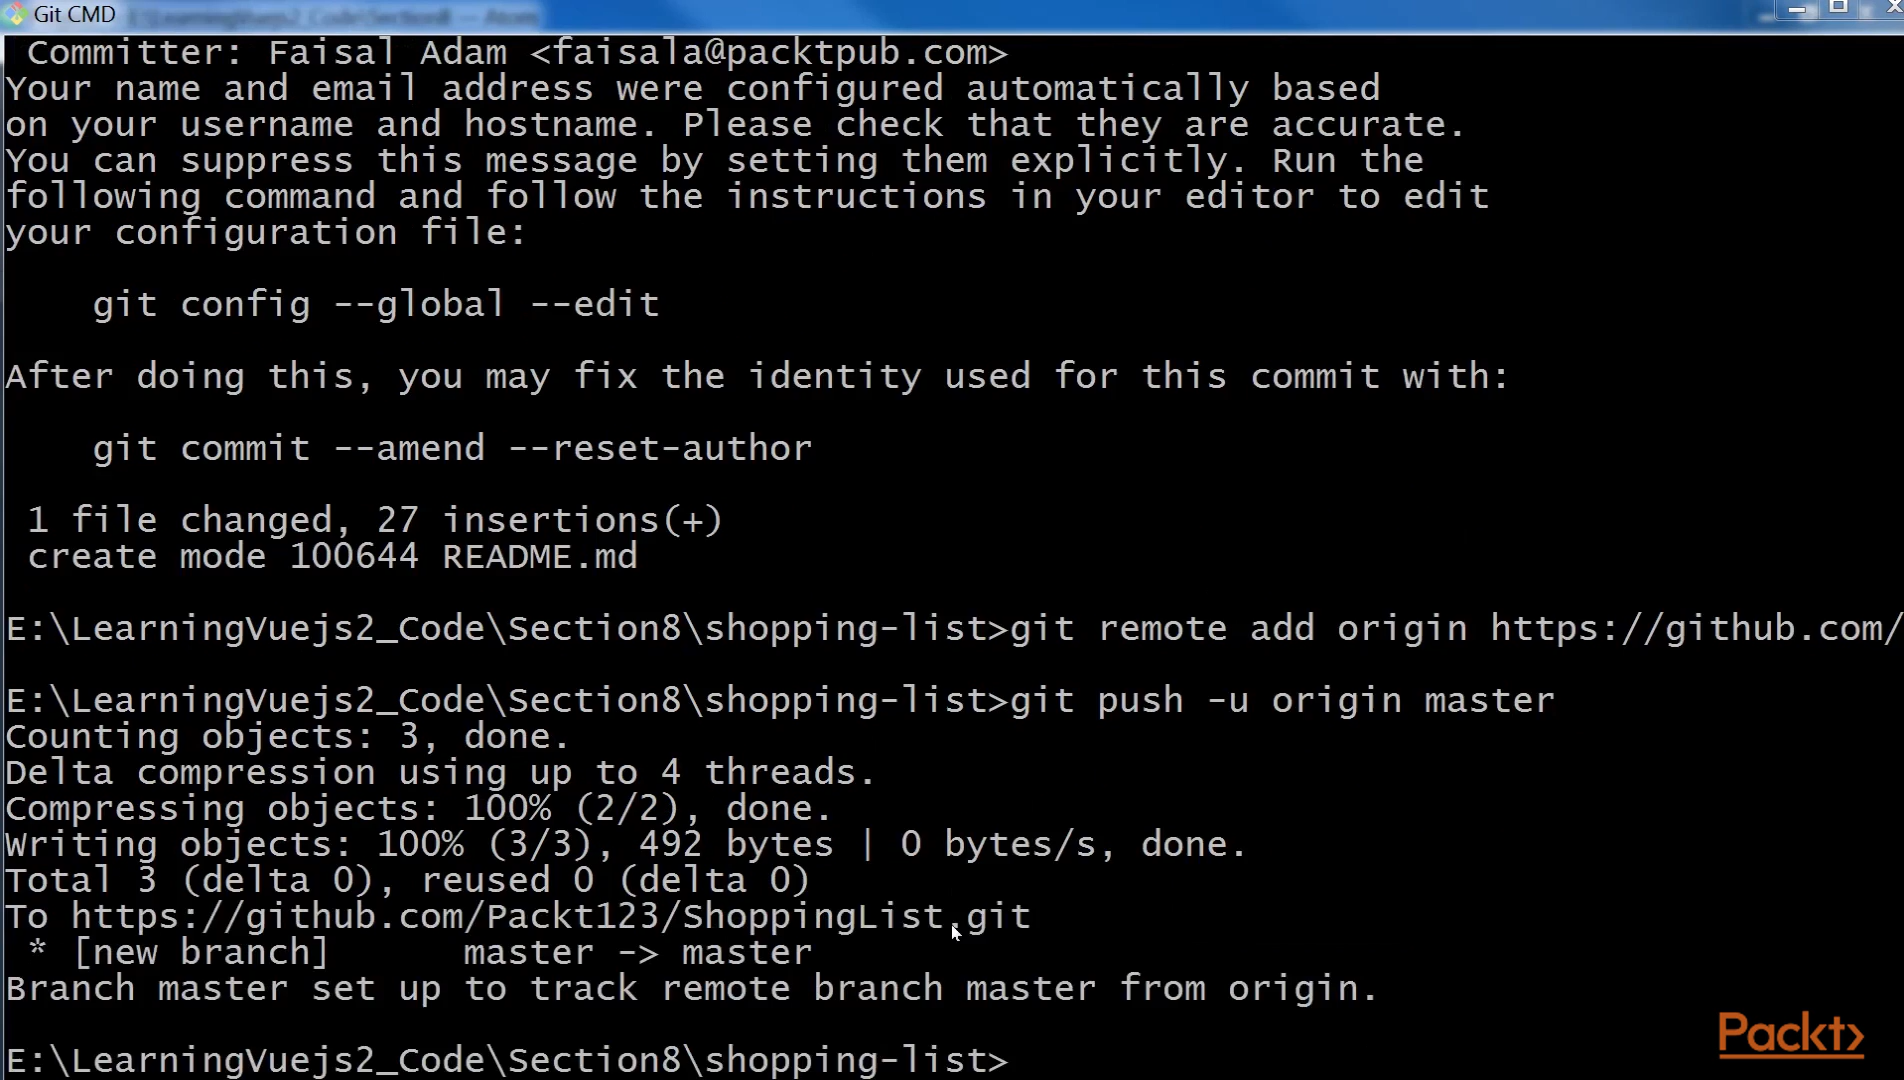 Git CMD
Committer: Faisal Adam <faisala@packtpub.com>
Your name and email address were configured automatically based
on your username and hostname. Please check that they are accurate.
You can suppress this message by setting them explicitly. Run the
following command and follow the instructions in your editor to edit
your configuration file:
git config --global --edit
After doing this, you may fix the identity used for this commit with:
git commit --amend --reset-author
1 file changed, 27 insertions(+)
create mode 100644 README.md
E:\LearningVuejs2_Code\Section8\shopping-list>git remote add origin https://github.com/
E:\LearningVuejs2_Code\Section8\shopping-list>git push -u origin master
Counting objects: 3, done.
Delta compression using up to 4 threads.
Compressing objects: 100% (2/2), done.
Writing objects: 100% (3/3), 492 bytes | 0 bytes/s, done.
Total 3 (delta 0), reused 0 (delta 0)
To https://github.com/Packt123/ShoppingList.git
* [new branch]      master -> master
Branch master set up to track remote branch master from origin.
E:\LearningVuejs2_Code\Section8\shopping-list>
Packt>